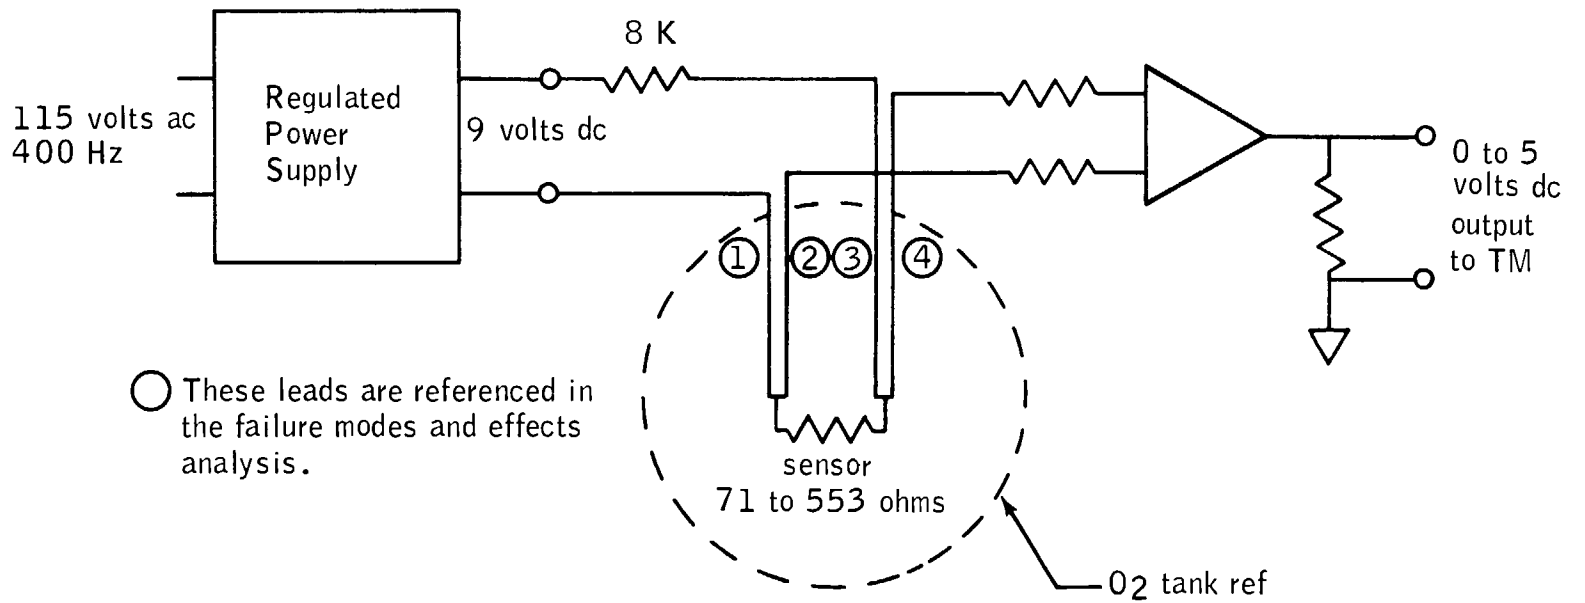 8 K
115 volts ac
400 Hz
Regulated
Power
Supply
9 volts dc
0 to 5
volts dc
output
to TM
1 2 3 4
These leads are referenced in
the failure modes and effects
analysis.
sensor
71 to 553 ohms
O2 tank ref